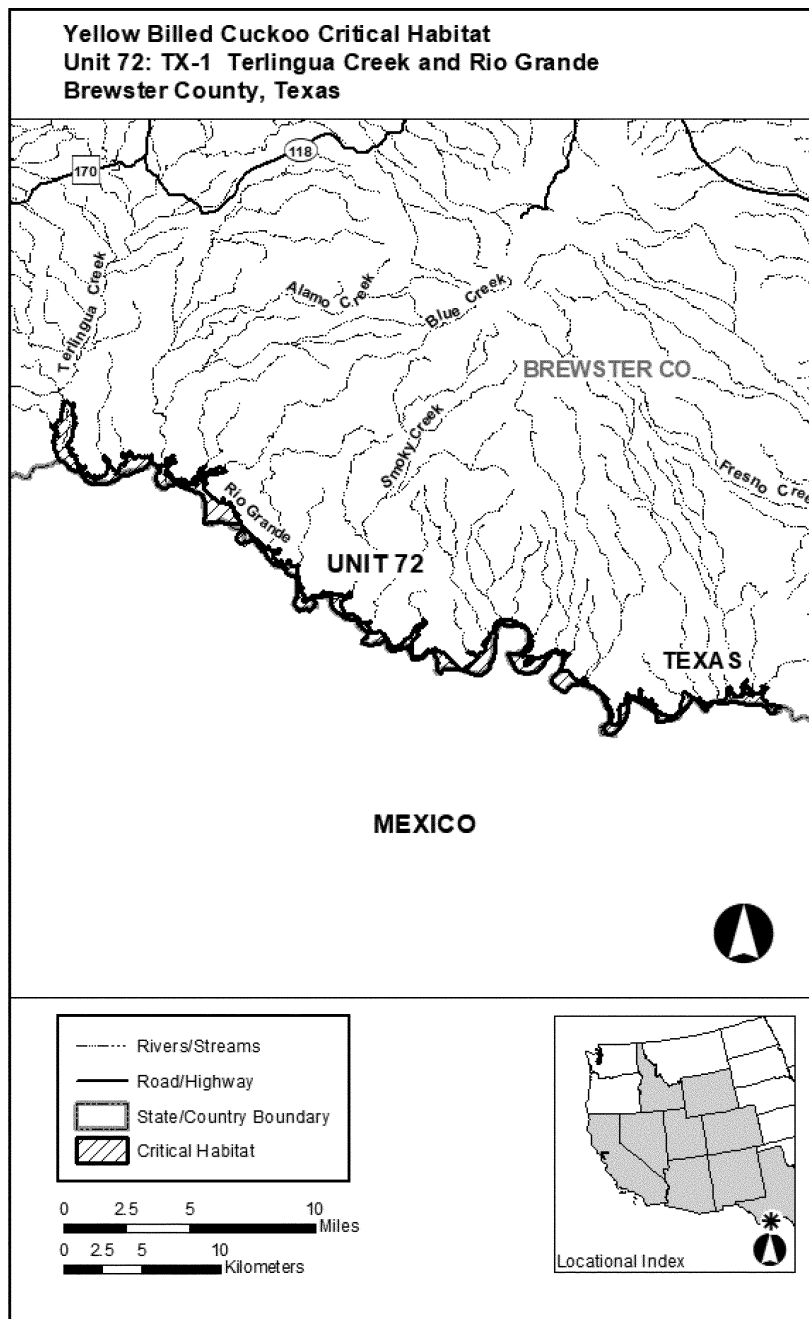 Yellow Billed Cuckoo Critical Habitat
Unit 72: TX-1 Terlingua Creek and Rio Grande
Brewster County, Texas
170
118
Terlingua Creek
Alamo Creek
Blue Creek
BREWSTER CO
Smoky Creek
Fresno Cree
Rio Grande
UNIT 72
TEXAS
MEXICO
Rivers/Streams
Road/Highway
State/Country Boundary
Critical Habitat
0 2.5 5 10
Miles
0 2.5 5 10
Kilometers
Locational Index